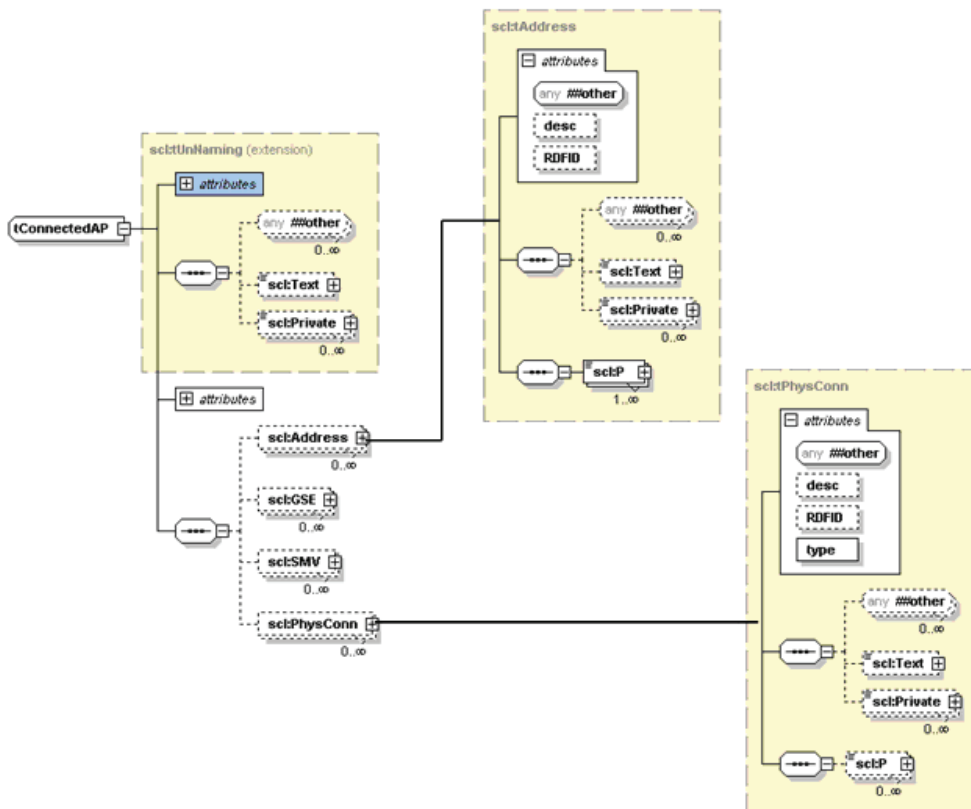 scl:tAddress
attributes
any ##other
desc
RDFID
any ##other
0..∞
scl:Text
scl:Private
0..∞
scl:P
1..∞
scl:tUnNaming (extension)
attributes
tConnectedAP
any ##other
0..∞
scl:Text
scl:Private
0..∞
attributes
scl:Address
0..∞
scl:GSE
0..∞
scl:SMV
0..∞
scl:PhysConn
0..∞
scl:tPhysConn
attributes
any ##other
desc
RDFID
type
any ##other
0..∞
scl:Text
scl:Private
0..∞
scl:P
0..∞